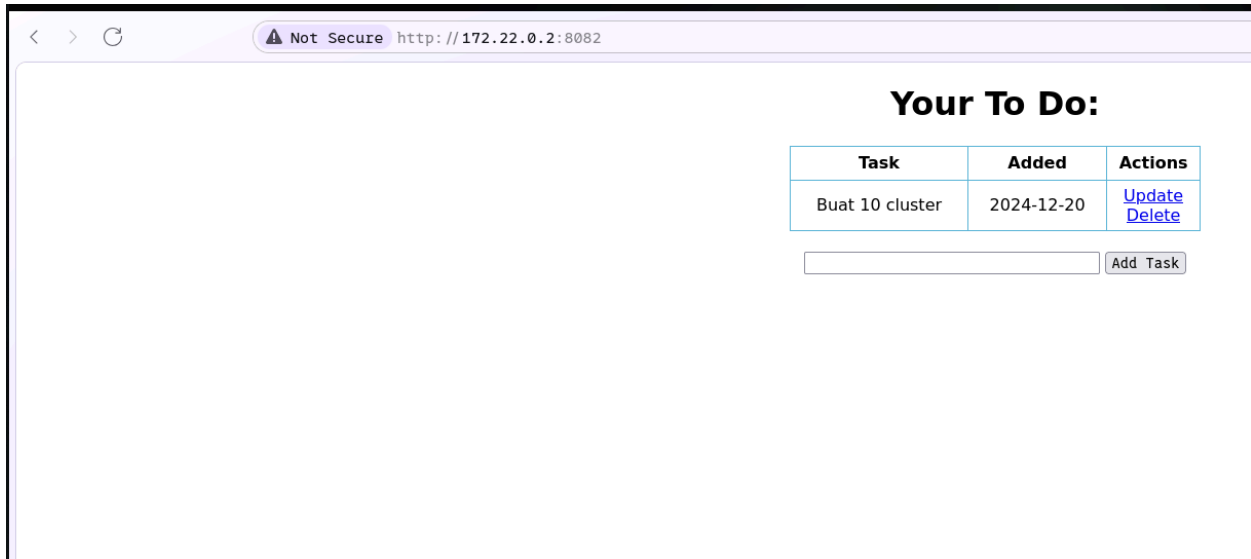 Not Secure http://172.22.0.2:8082
Your To Do:
Task Added Actions
Buat 10 cluster 2024-12-20 Update
Delete
Add Task